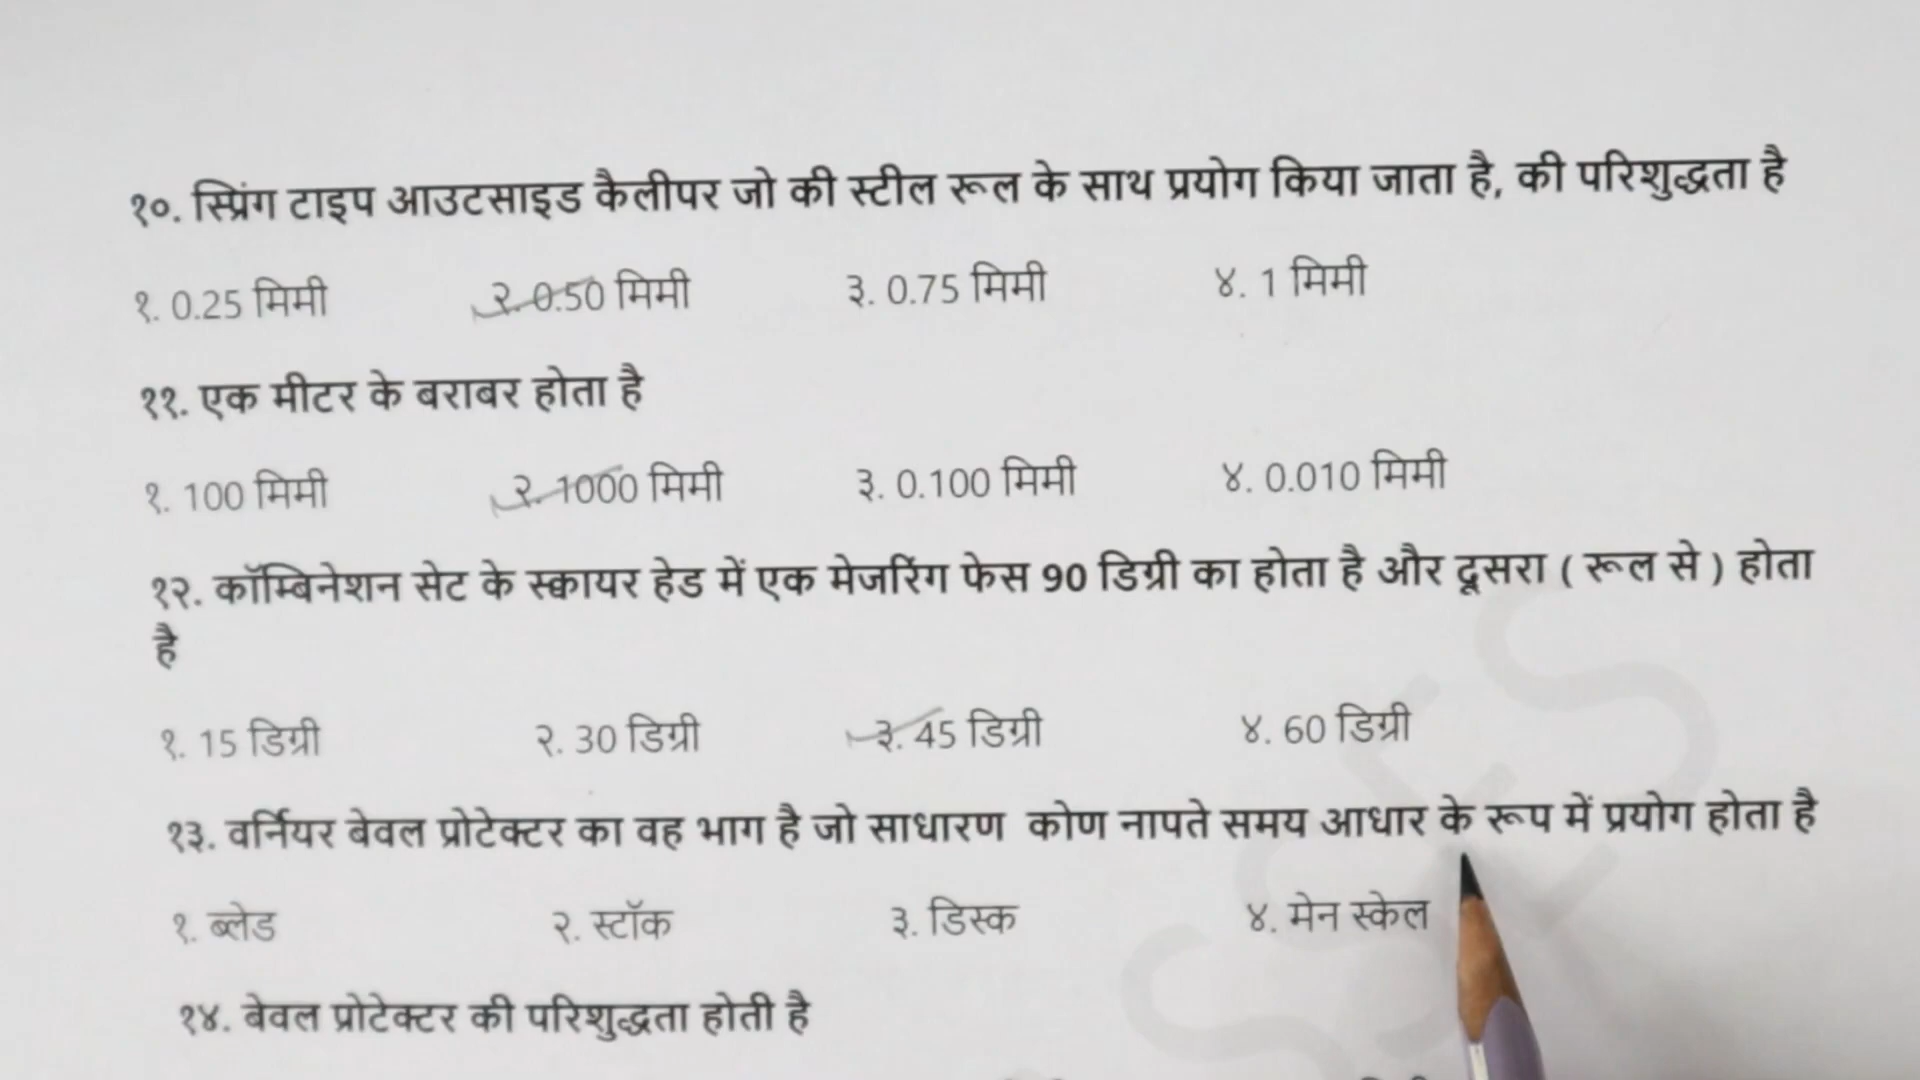 १०. स्प्रिंग टाइप आउटसाइड कैलीपर जो की स्टील रूल के साथ प्रयोग किया जाता है, की परिशुद्धता है
१. 0.25 मिमी २. 0.50 मिमी ३. 0.75 मिमी ४. 1 मिमी
११. एक मीटर के बराबर होता है
१. 100 मिमी २. 1000 मिमी ३. 0.100 मिमी ४. 0.010 मिमी
१२. कॉम्बिनेशन सेट के स्क्वायर हेड में एक मेजरिंग फेस 90 डिग्री का होता है और दूसरा ( रूल से ) होता
है
१. 15 डिग्री २. 30 डिग्री ३. 45 डिग्री ४. 60 डिग्री
१३. वर्नियर बेवल प्रोटेक्टर का वह भाग है जो साधारण कोण नापते समय आधार के रूप में प्रयोग होता है
१. ब्लेड २. स्टॉक ३. डिस्क ४. मेन स्केल
१४. बेवल प्रोटेक्टर की परिशुद्धता होती है